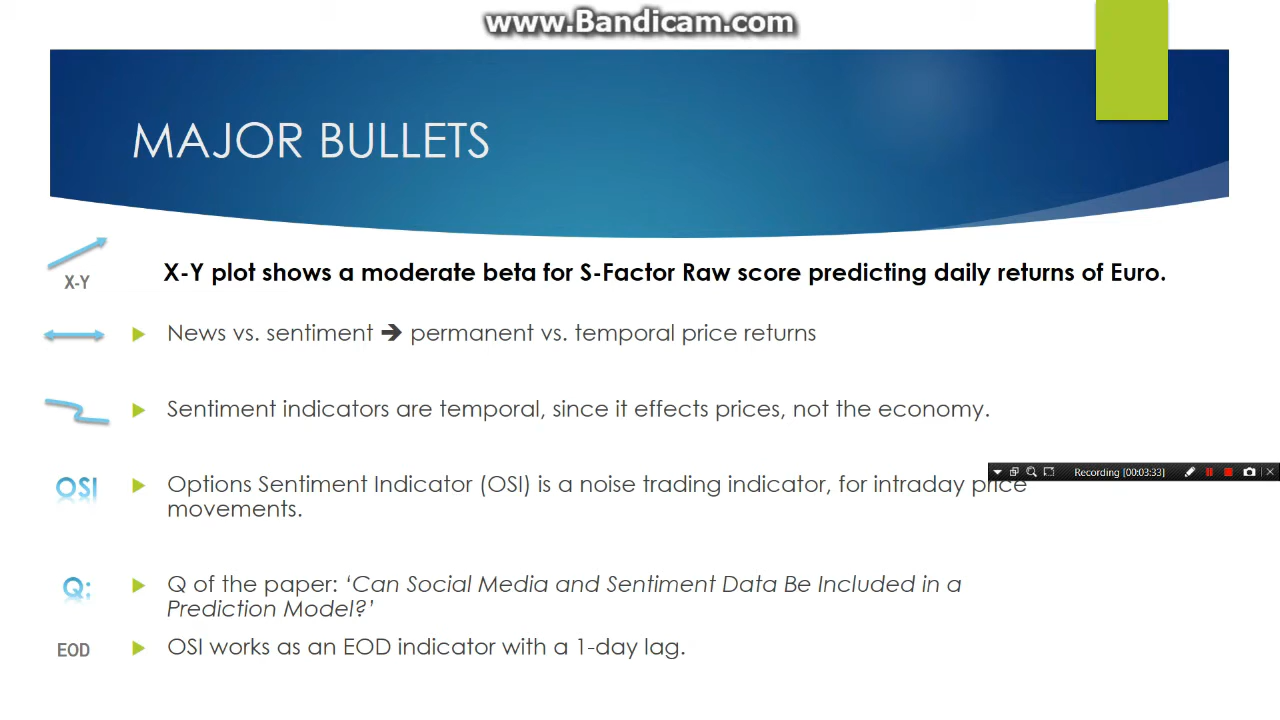 www.Bandicam.com
MAJOR BULLETS
X-Y
X-Y plot shows a moderate beta for S-Factor Raw score predicting daily returns of Euro.
News vs. sentiment ➔ permanent vs. temporal price returns
Sentiment indicators are temporal, since it effects prices, not the economy.
OSI
Options Sentiment Indicator (OSI) is a noise trading indicator, for intraday price
movements.
Recording [00:03:33]
Q:
Q of the paper: ‘Can Social Media and Sentiment Data Be Included in a
Prediction Model?’
EOD
OSI works as an EOD indicator with a 1-day lag.